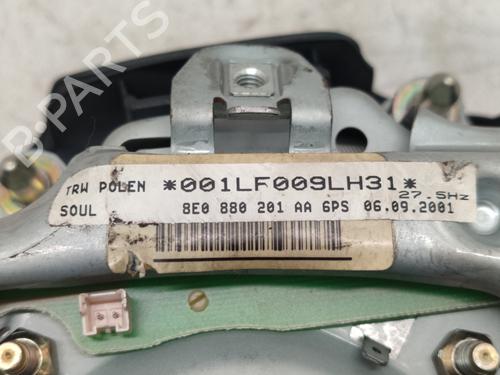 TRW POLEN *001LF009LH31*
27.5Hz
SOUL 8E0 880 201 AA 6PS 06.09.2001
B-PARTS